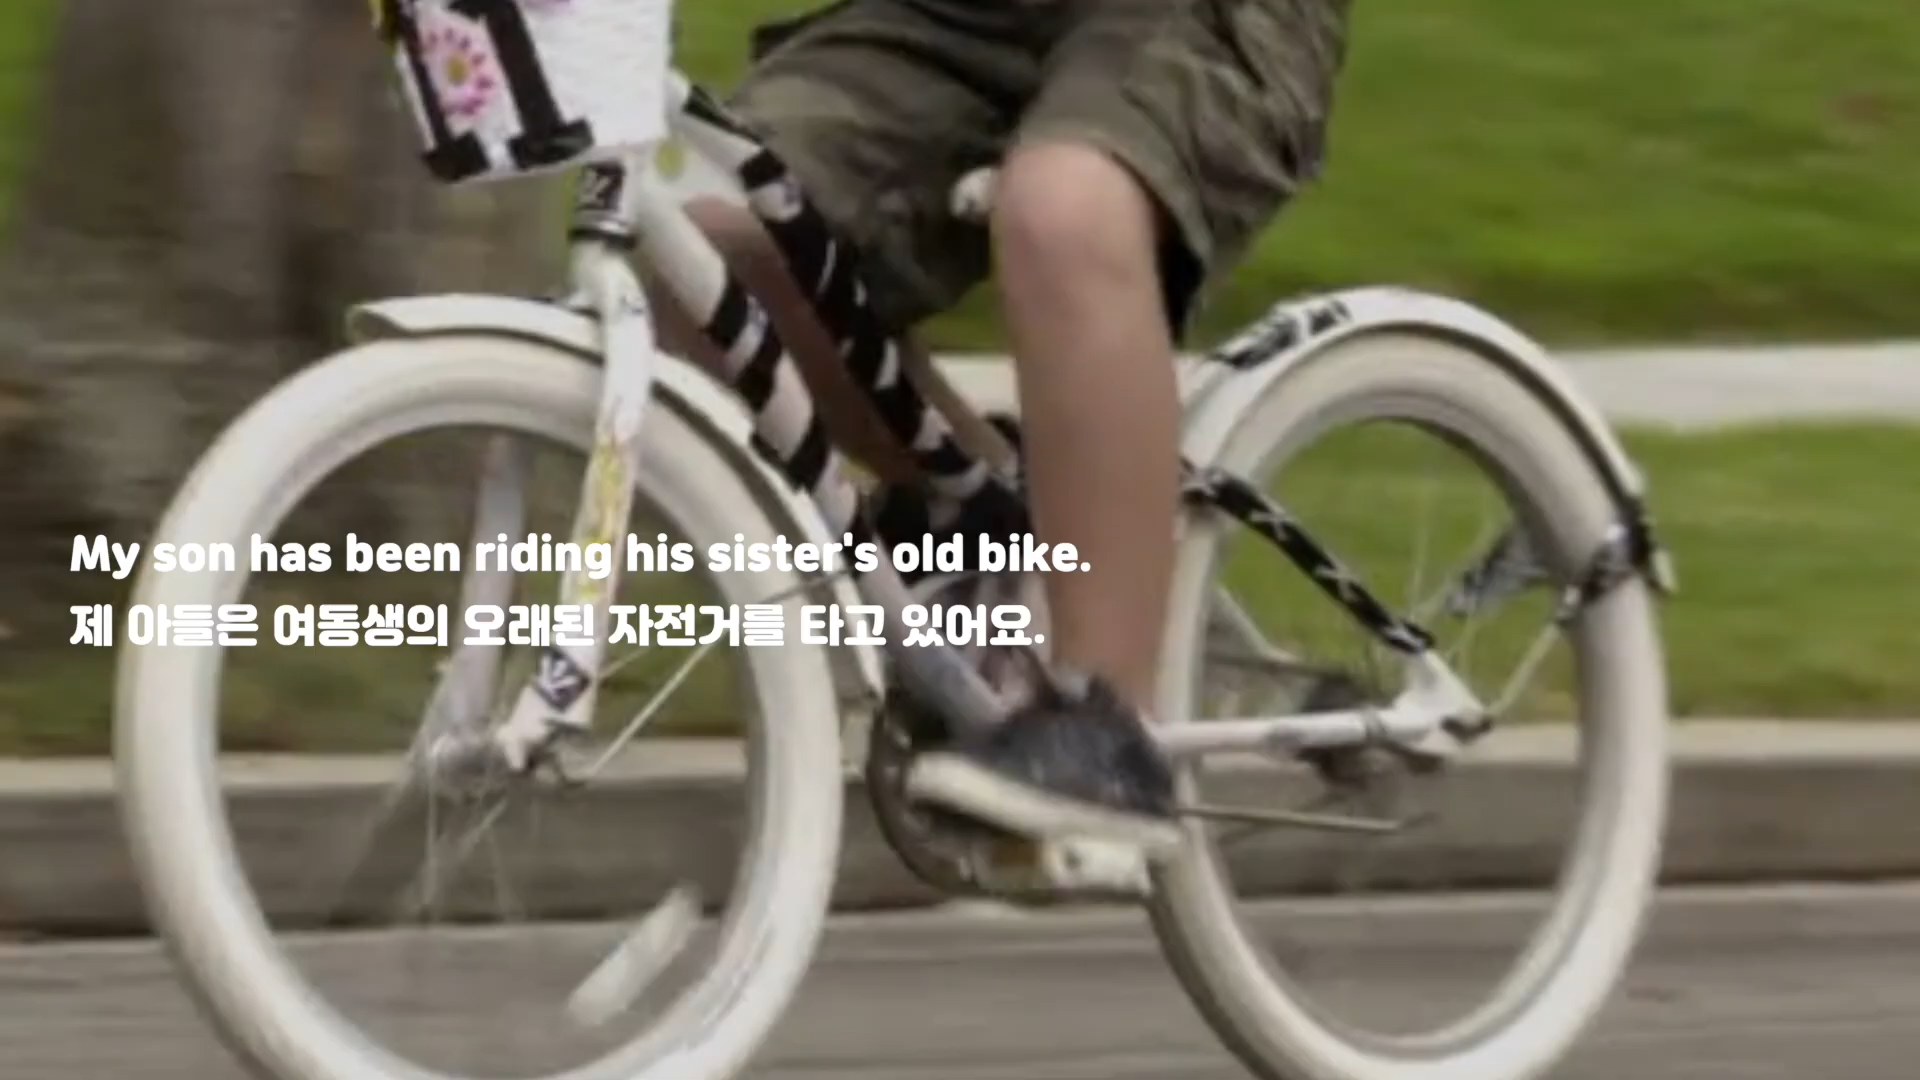 My son has been riding his sister's old bike.
제 아들은 여동생의 오래된 자전거를 타고 있어요.